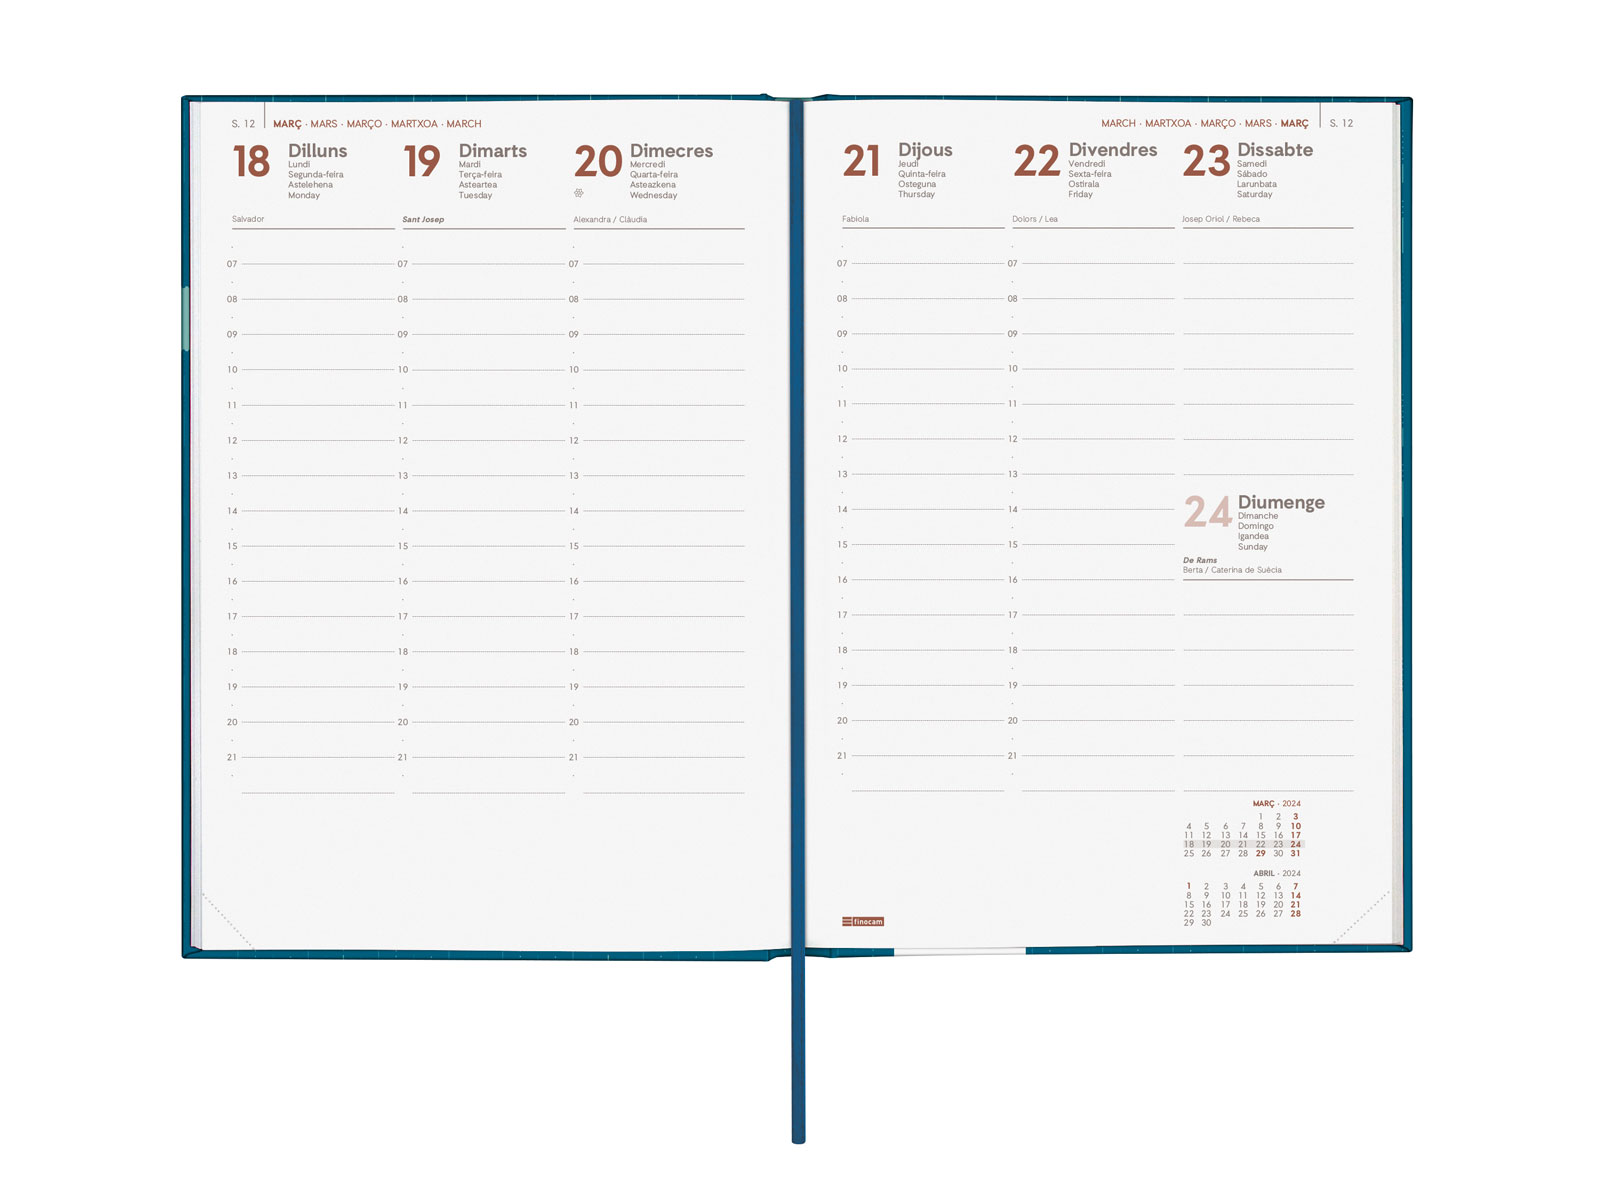 S. 12 MARÇ · MARS · MARÇO · MARTXOA · MARCH
18 Dilluns
Lundi
Segunda-feira
Astelehena
Monday
Salvador
07
08
09
10
11
12
13
14
15
16
17
18
19
20
21
19 Dimarts
Mardi
Terça-feira
Asteartea
Tuesday
Sant Josep
07
08
09
10
11
12
13
14
15
16
17
18
19
20
21
20 Dimecres
Mercredi
Quarta-feira
Asteazkena
Wednesday
Alexandra / Clàudia
07
08
09
10
11
12
13
14
15
16
17
18
19
20
21
MARCH · MARTXOA · MARÇO · MARS · MARÇ S. 12
21 Dijous
Jeudi
Quinta-feira
Osteguna
Thursday
Fabiola
07
08
09
10
11
12
13
14
15
16
17
18
19
20
21
22 Divendres
Vendredi
Sexta-feira
Ostirala
Friday
Dolors / Lea
07
08
09
10
11
12
13
14
15
16
17
18
19
20
21
23 Dissabte
Samedi
Sábado
Larunbata
Saturday
Josep Oriol / Rebeca
24 Diumenge
Dimanche
Domingo
Igandea
Sunday
De Rams
Berta / Caterina de Suècia
MARÇ · 2024
1 2 3
4 5 6 7 8 9 10
11 12 13 14 15 16 17
18 19 20 21 22 23 24
25 26 27 28 29 30 31
ABRIL · 2024
1 2 3 4 5 6 7
8 9 10 11 12 13 14
15 16 17 18 19 20 21
22 23 24 25 26 27 28
29 30
finocam